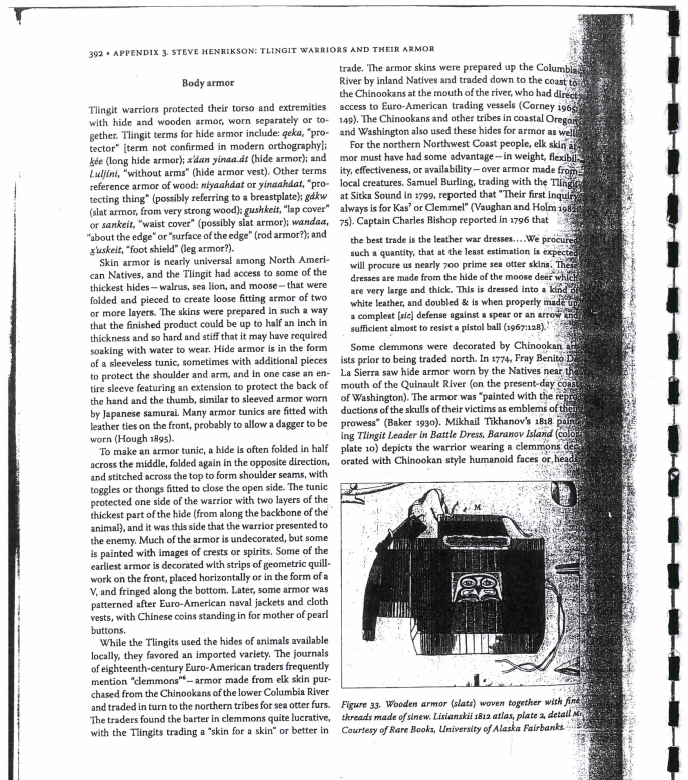 392 • APPENDIX 3. STEVE HENRIKSON: TLINGIT WARRIORS AND THEIR ARMOR
Body armor
Tlingit warriors protected their torso and extremities
with hide and wooden armor, worn separately or to-
gether. Tlingit terms for hide armor include: qeka, "pro-
tector" [term not confirmed in modern orthography];
ḵée (long hide armor); x'áan yinaa.át (hide armor); and
l.uljíni, "without arms" (hide armor vest). Other terms
reference armor of wood: niyaaháat or yinaaháat, "pro-
tecting thing" (possibly referring to a breastplate); gákw
(slat armor, from very strong wood); gushkeit, "lap cover"
or sankeit, "waist cover" (possibly slat armor); wandaa,
"about the edge" or "surface of the edge" (rod armor?); and
x̱'uskeit, "foot shield" (leg armor?).
Skin armor is nearly universal among North Ameri-
can Natives, and the Tlingit had access to some of the
thickest hides—walrus, sea lion, and moose—that were
folded and pieced to create loose fitting armor of two
or more layers. The skins were prepared in such a way
that the finished product could be up to half an inch in
thickness and so hard and stiff that it may have required
soaking with water to wear. Hide armor is in the form
of a sleeveless tunic, sometimes with additional pieces
to protect the shoulder and arm, and in one case an en-
tire sleeve featuring an extension to protect the back of
the hand and the thumb, similar to sleeved armor worn
by Japanese samurai. Many armor tunics are fitted with
leather ties on the front, probably to allow a dagger to be
worn (Hough 1895).
To make an armor tunic, a hide is often folded in half
across the middle, folded again in the opposite direction,
and stitched across the top to form shoulder seams, with
toggles or thongs fitted to close the open side. The tunic
protected one side of the warrior with two layers of the
thickest part of the hide (from along the backbone of the
animal), and it was this side that the warrior presented to
the enemy. Much of the armor is undecorated, but some
is painted with images of crests or spirits. Some of the
earliest armor is decorated with strips of geometric quill-
work on the front, placed horizontally or in the form of a
V, and fringed along the bottom. Later, some armor was
patterned after Euro-American naval jackets and cloth
vests, with Chinese coins standing in for mother of pearl
buttons.
While the Tlingits used the hides of animals available
locally, they favored an imported variety. The journals
of eighteenth-century Euro-American traders frequently
mention "clemmons"⁶—armor made from elk skin pur-
chased from the Chinookans of the lower Columbia River
and traded in turn to the northern tribes for sea otter furs.
The traders found the barter in clemmons quite lucrative,
with the Tlingits trading a "skin for a skin" or better in
trade. The armor skins were prepared up the Columbia
River by inland Natives and traded down to the coast to
the Chinookans at the mouth of the river, who had direct
access to Euro-American trading vessels (Corney 1965:
149). The Chinookans and other tribes in coastal Oregon
and Washington also used these hides for armor as well.
For the northern Northwest Coast people, elk skin ar-
mor must have had some advantage—in weight, flexibil-
ity, effectiveness, or availability—over armor made from
local creatures. Samuel Burling, trading with the Tlingit
at Sitka Sound in 1799, reported that "Their first inquiry
always is for Kas⁷ or Clemmel" (Vaughan and Holm 1982:
75). Captain Charles Bishop reported in 1796 that
the best trade is the leather war dresses....We procured
such a quantity, that at the least estimation is expected
will procure us nearly 700 prime sea otter skins. These
dresses are made from the hide of the moose deer which
are very large and thick. This is dressed into a kind of
white leather, and doubled & is when properly made up
a compleet [sic] defense against a spear or an arrow and
sufficient almost to resist a pistol ball (1967:128).
Some clemmons were decorated by Chinookan art-
ists prior to being traded north. In 1774, Fray Benito De
La Sierra saw hide armor worn by the Natives near the
mouth of the Quinault River (on the present-day coast
of Washington). The armor was "painted with the repro-
ductions of the skulls of their victims as emblems of their
prowess" (Baker 1930). Mikhail Tikhanov's 1818 paint-
ing Tlingit Leader in Battle Dress, Baranov Island (color
plate 10) depicts the warrior wearing a clemmons dec-
orated with Chinookan style humanoid faces or heads
M
Figure 33. Wooden armor (slats) woven together with fine
threads made of sinew. Lisianskii 1812 atlas, plate 2, detail M.
Courtesy of Rare Books, University of Alaska Fairbanks.